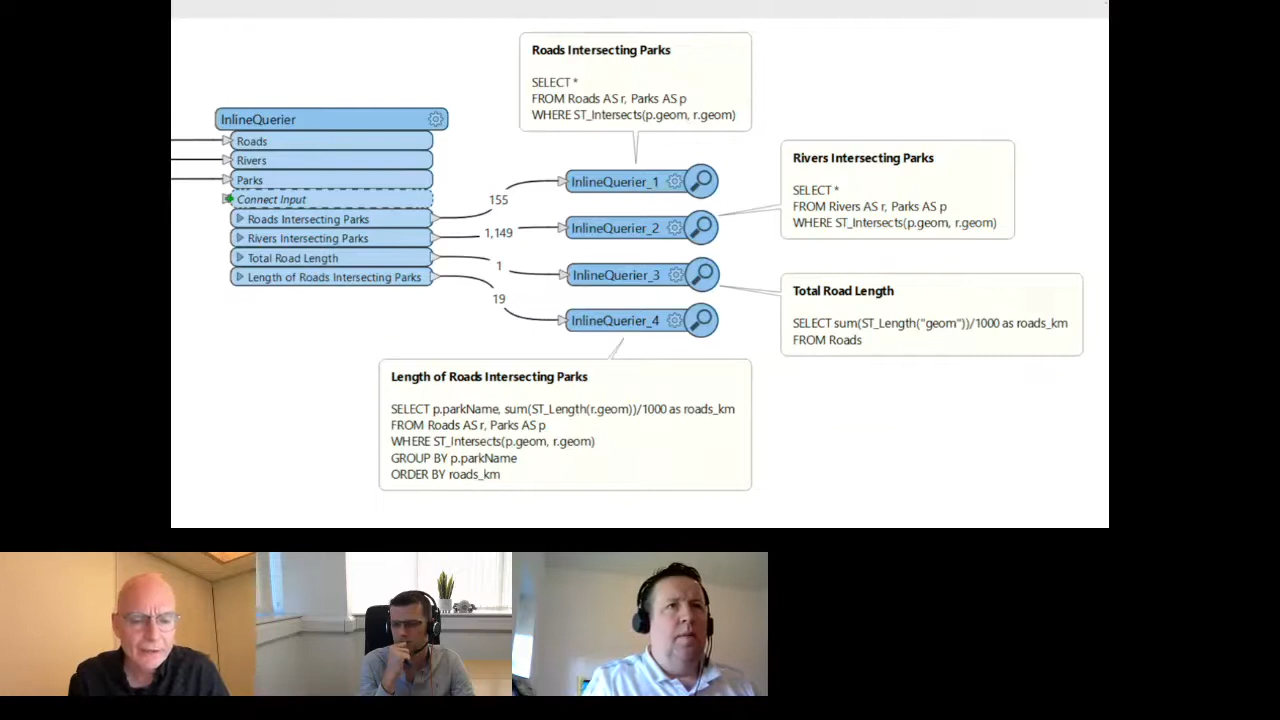 Roads Intersecting Parks
SELECT *
FROM Roads AS r, Parks AS p
WHERE ST_Intersects(p.geom, r.geom)
InlineQuerier
Roads
Rivers
Parks
Connect Input
Roads Intersecting Parks
Rivers Intersecting Parks
Total Road Length
Length of Roads Intersecting Parks
155
1,149
1
19
InlineQuerier_1
InlineQuerier_2
InlineQuerier_3
InlineQuerier_4
Rivers Intersecting Parks
SELECT *
FROM Rivers AS r, Parks AS p
WHERE ST_Intersects(p.geom, r.geom)
Total Road Length
SELECT sum(ST_Length("geom"))/1000 as roads_km
FROM Roads
Length of Roads Intersecting Parks
SELECT p.parkName, sum(ST_Length(r.geom))/1000 as roads_km
FROM Roads AS r, Parks AS p
WHERE ST_Intersects(p.geom, r.geom)
GROUP BY p.parkName
ORDER BY roads_km